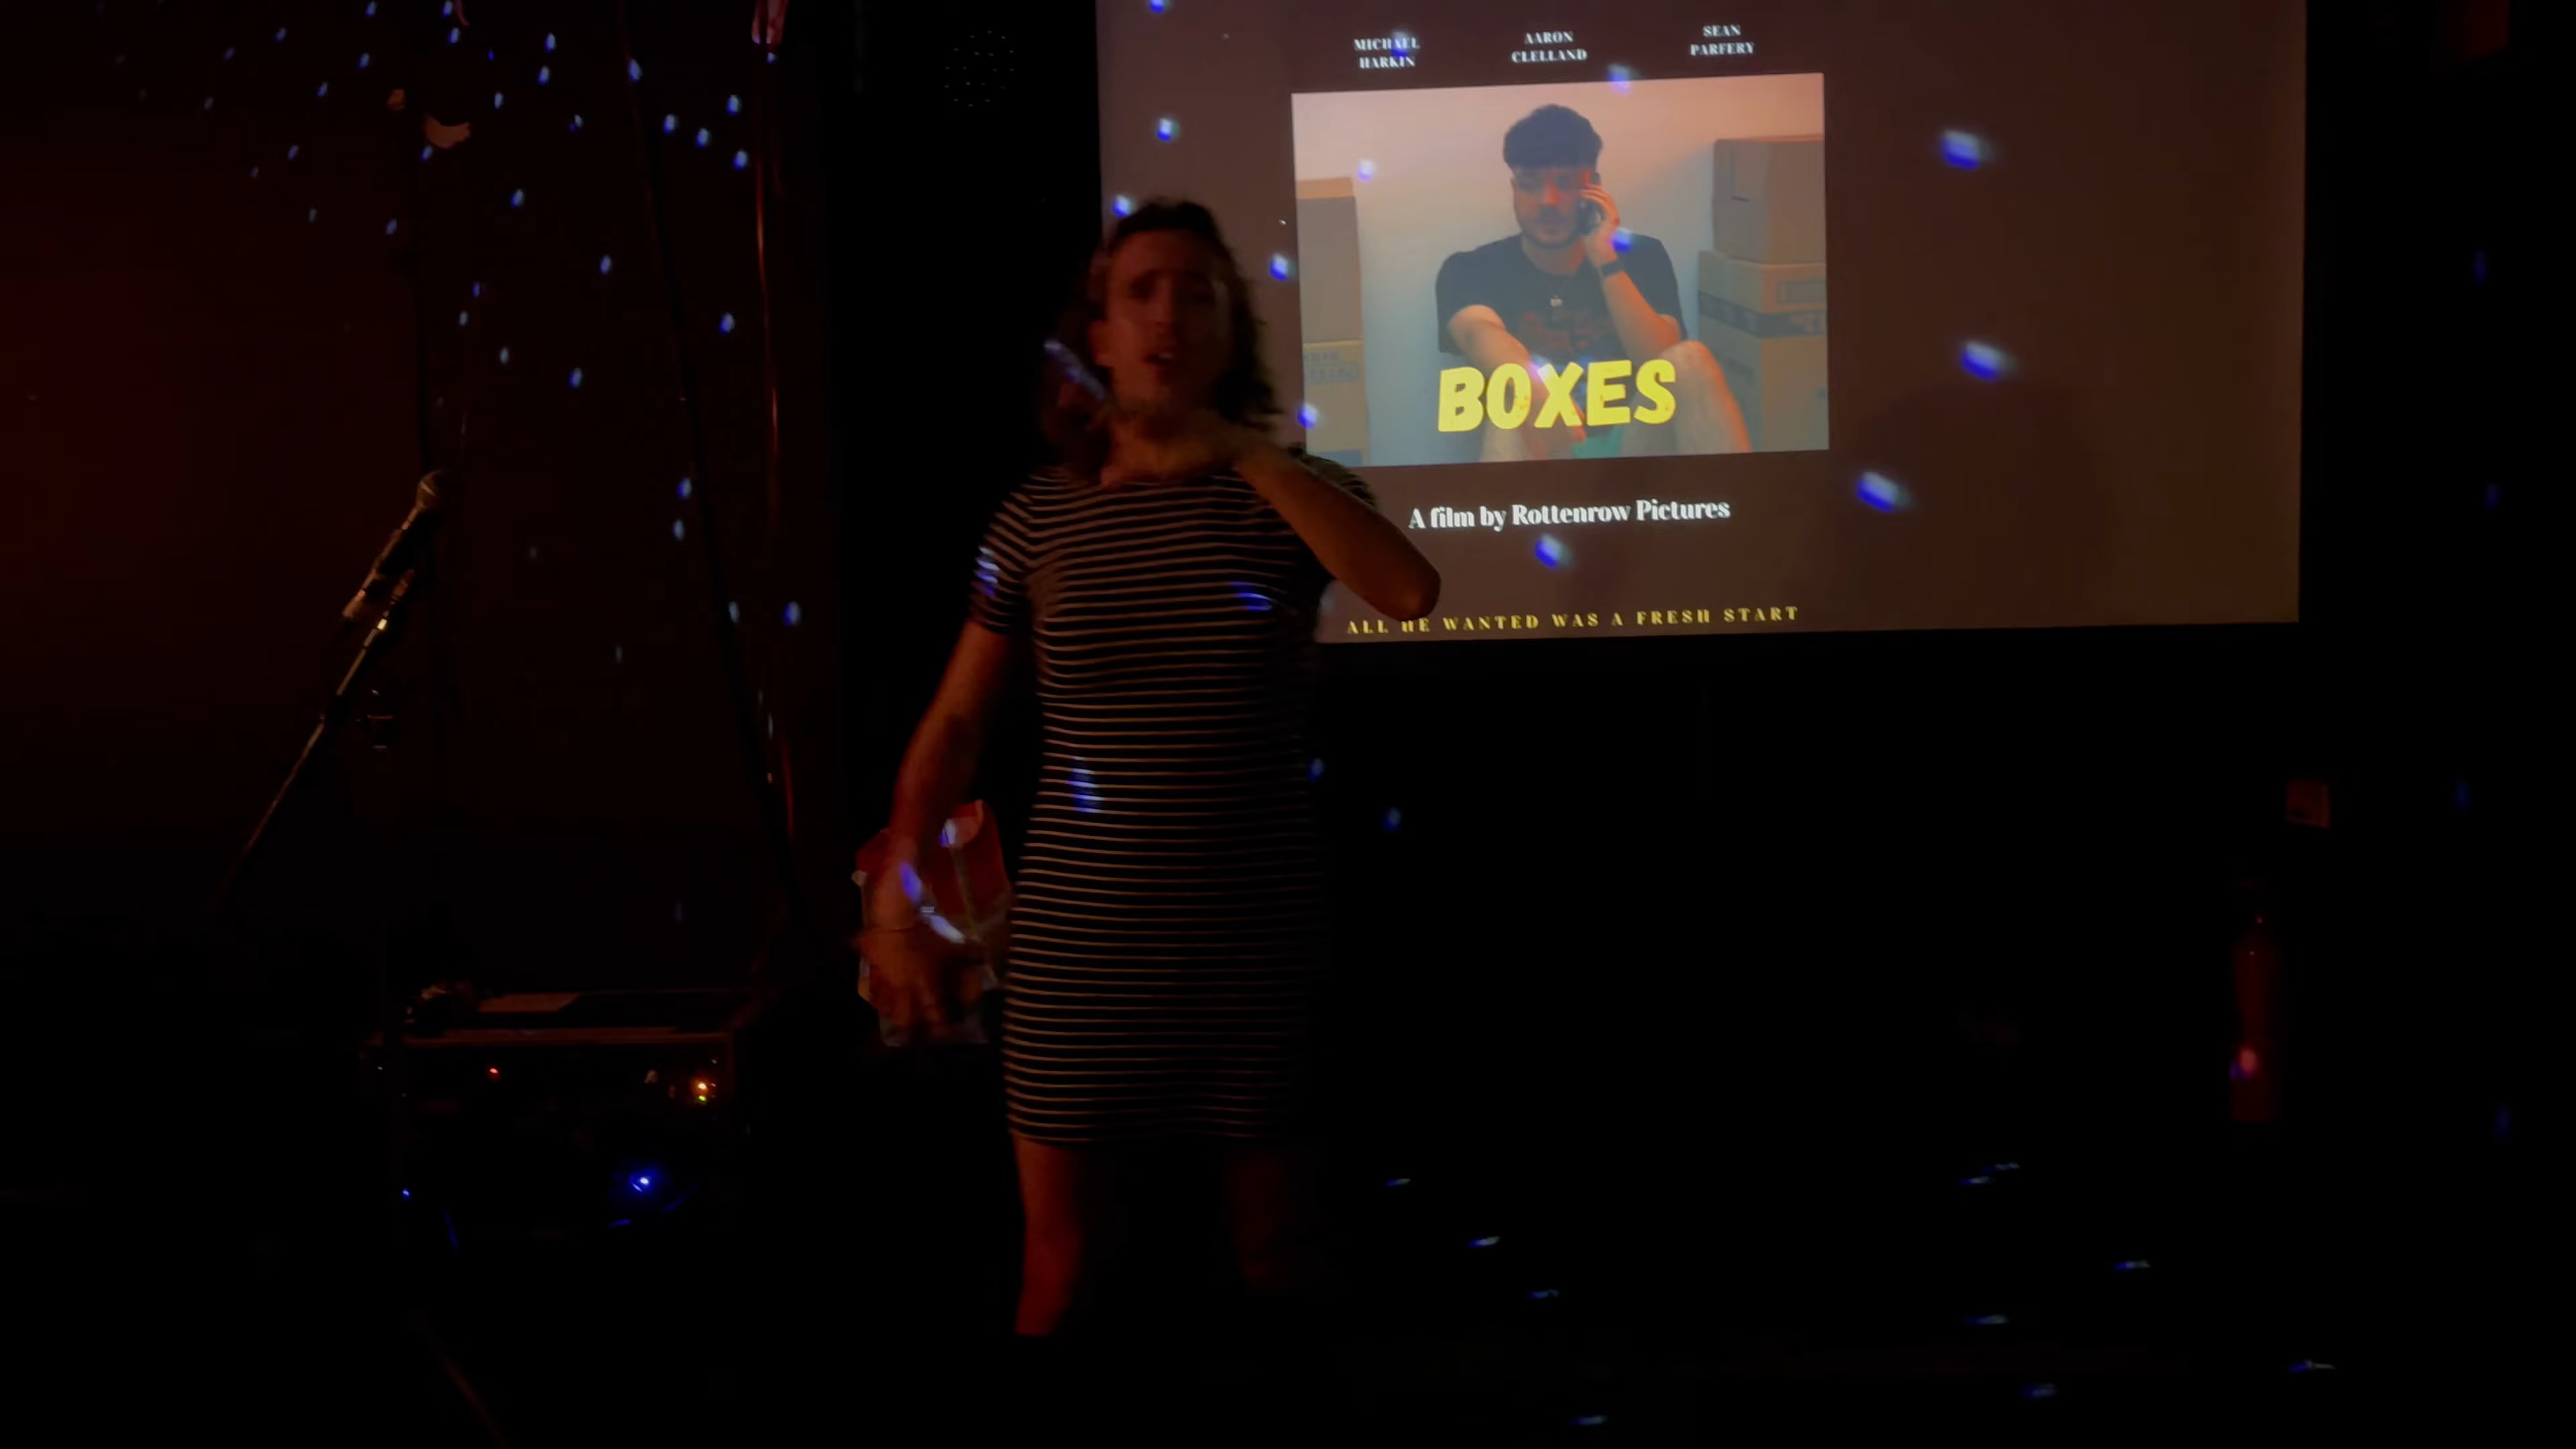 MICHAEL
HARKIN
AARON
CLELLAND
SEAN
PARFERY
BOXES
A film by Rottenrow Pictures
ALL HE WANTED WAS A FRESH START